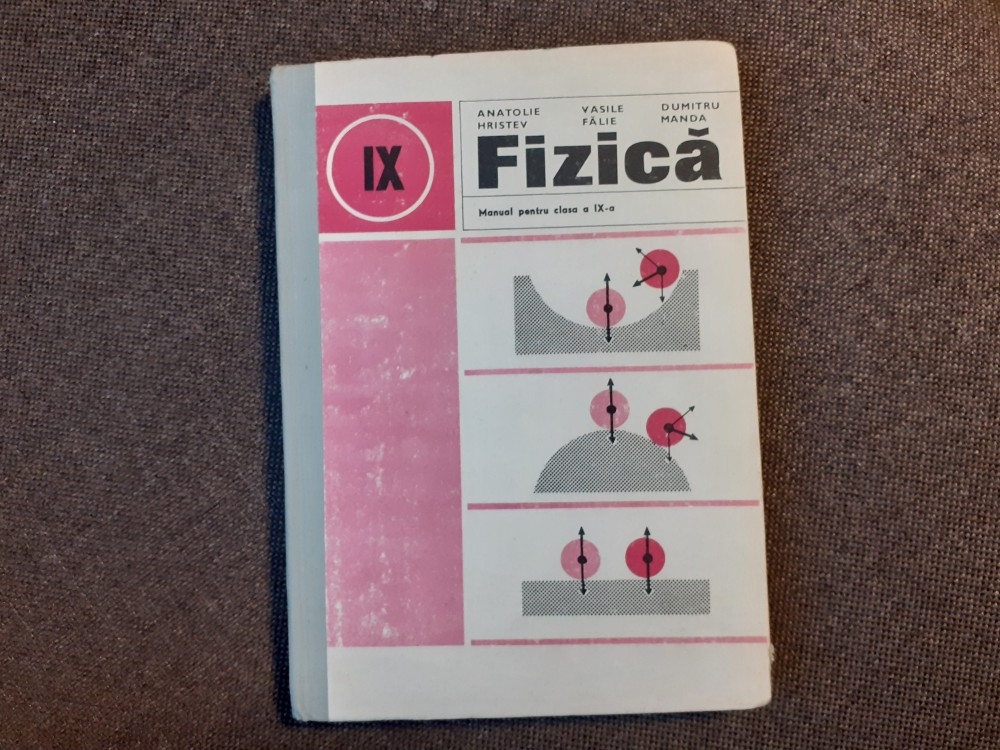 IX
ANATOLIE HRISTEV
VASILE FĂLIE
DUMITRU MANDA
Fizică
Manual pentru clasa a IX-a